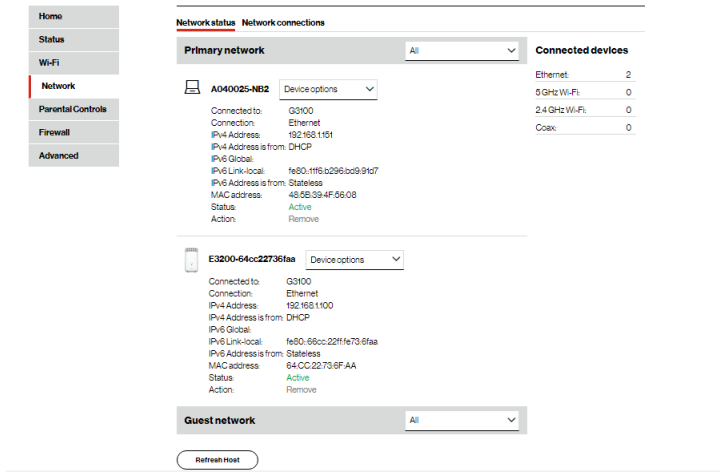 Home
Status
Wi-Fi
Network
Parental Controls
Firewall
Advanced
Network status Network connections
Primary network All
A040025-NB2 Device options
Connected to: G3100
Connection: Ethernet
IPv4 Address: 192.168.1.151
IPv4 Address is from: DHCP
IPv6 Global:
IPv6 Link-local: fe80::11f6:b296:bd9:91d7
IPv6 Address is from: Stateless
MAC address: 48:5B:39:4F:56:08
Status: Active
Action: Remove
E3200-64cc22736faa Device options
Connected to: G3100
Connection: Ethernet
IPv4 Address: 192.168.1.100
IPv4 Address is from: DHCP
IPv6 Global:
IPv6 Link-local: fe80::66cc:22ff:fe73:6faa
IPv6 Address is from: Stateless
MAC address: 64:CC:22:73:6F:AA
Status: Active
Action: Remove
Guest network All
Refresh Host
Connected devices
Ethernet: 2
5 GHz Wi-Fi: 0
2.4 GHz Wi-Fi: 0
Coax: 0